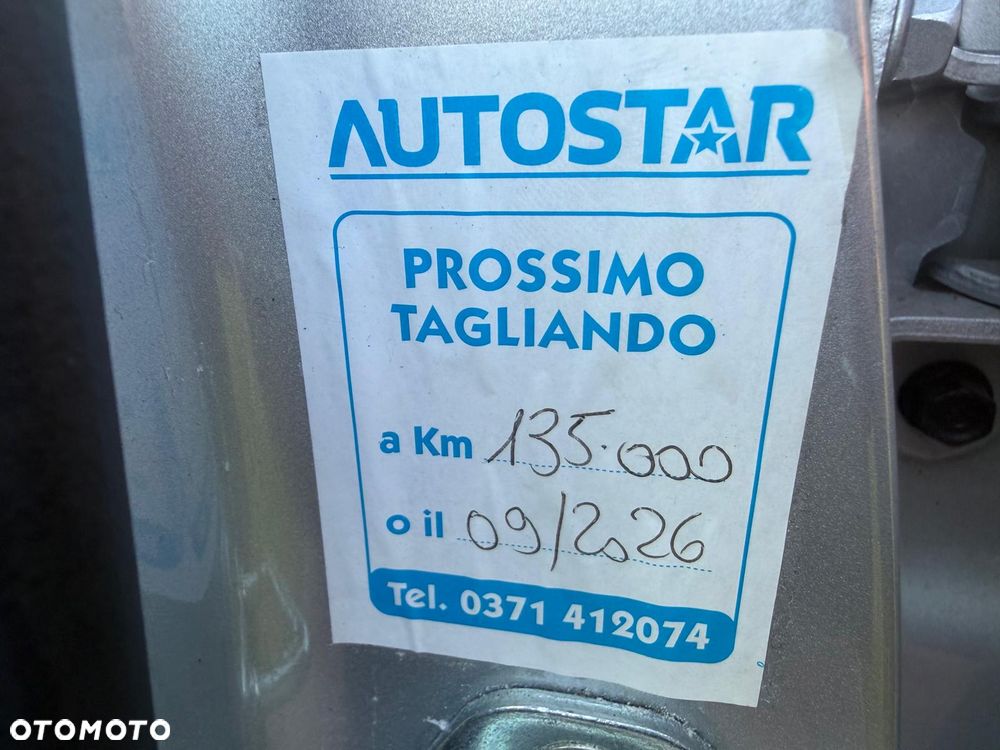 AUTOSTAR
PROSSIMO
TAGLIANDO
a Km 135.000
o il 09/2026
Tel. 0371 412074
OTOMOTO